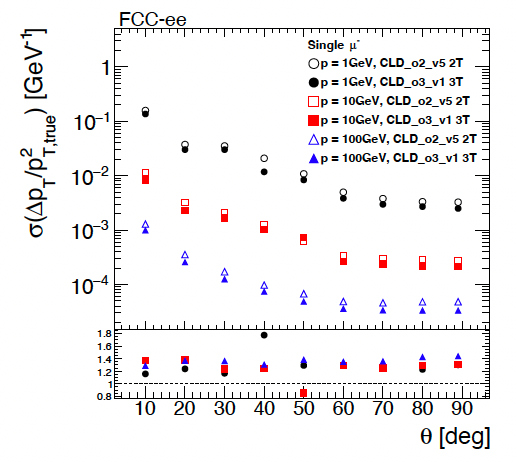 FCC-ee
Single μ⁻
p = 1GeV, CLD_o2_v5 2T
p = 1GeV, CLD_o3_v1 3T
p = 10GeV, CLD_o2_v5 2T
p = 10GeV, CLD_o3_v1 3T
p = 100GeV, CLD_o2_v5 2T
p = 100GeV, CLD_o3_v1 3T
σ(Δp_T/p²_T,true) [GeV⁻¹]
1
10⁻¹
10⁻²
10⁻³
10⁻⁴
1.8
1.6
1.4
1.2
1
0.8
10 20 30 40 50 60 70 80 90
θ [deg]